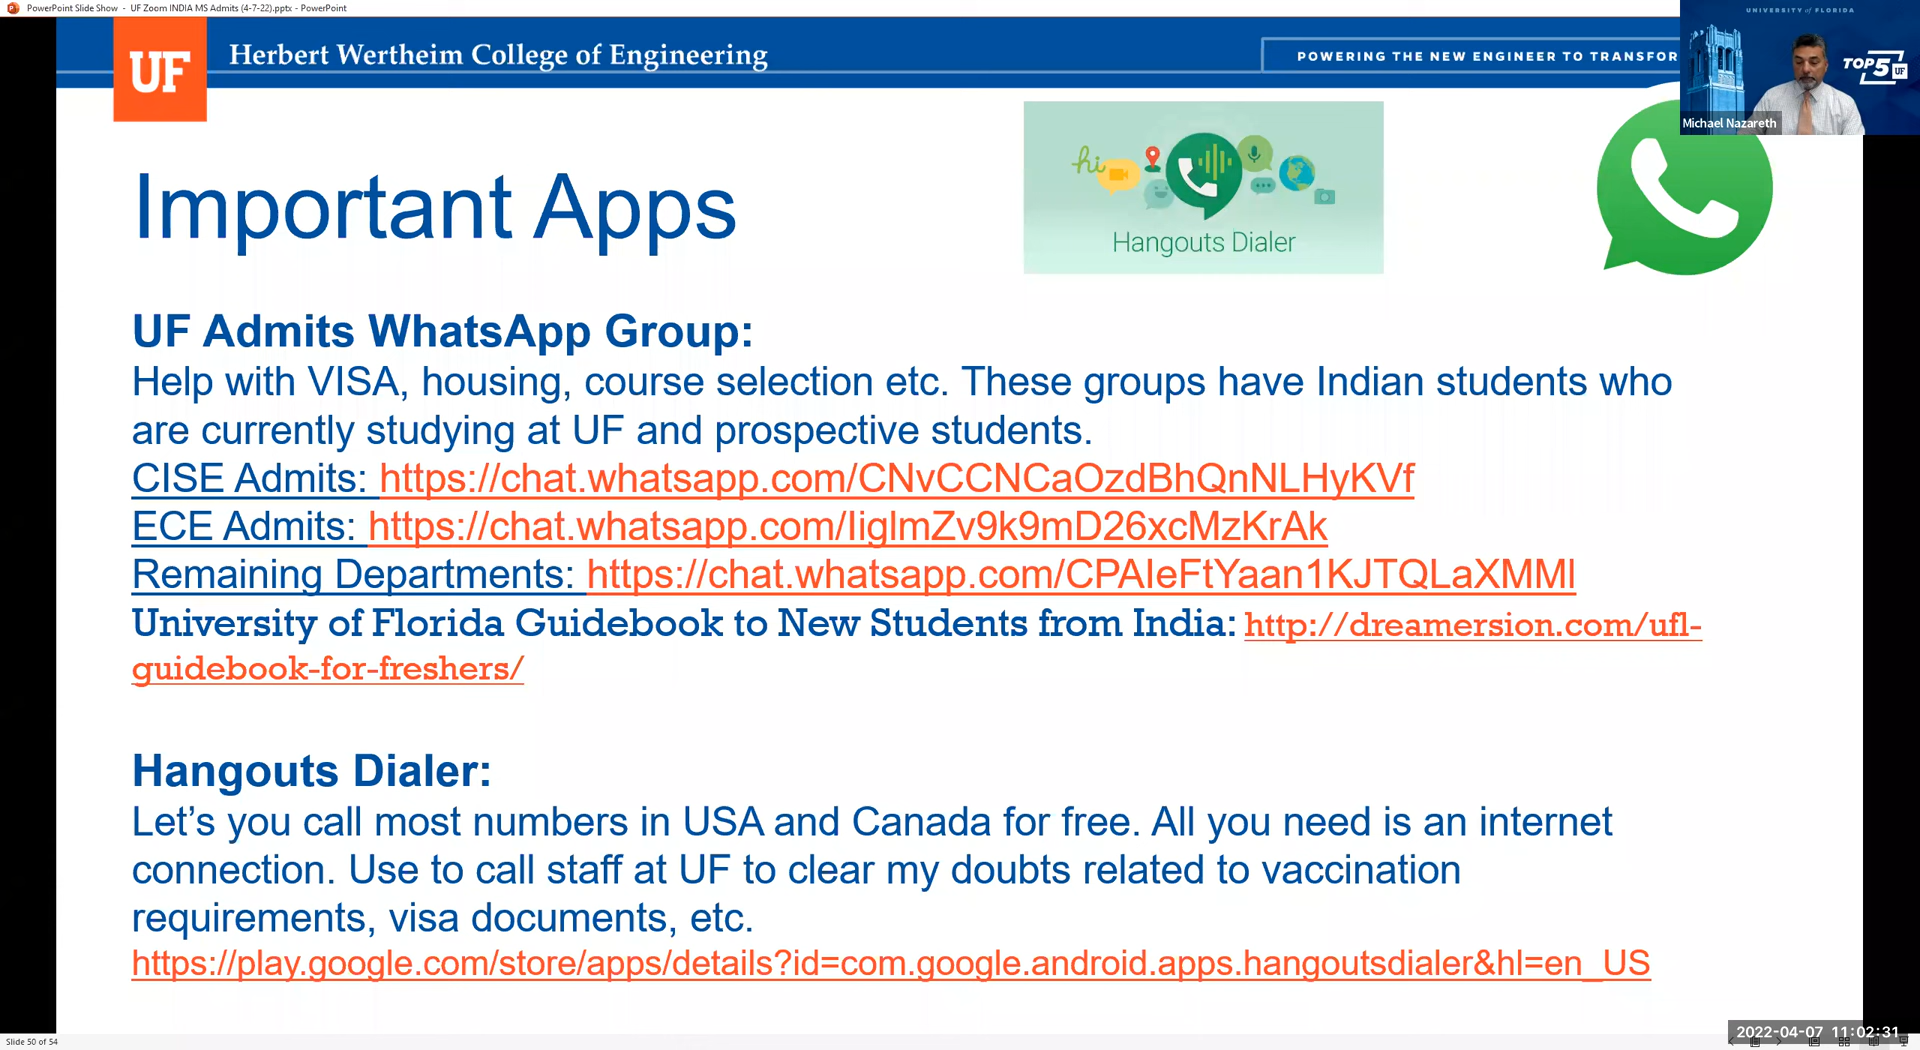 PowerPoint Slide Show - UF Zoom INDIA MS Admits (4-7-22).pptx - PowerPoint
UNIVERSITY of FLORIDA
UF
Herbert Wertheim College of Engineering
POWERING THE NEW ENGINEER TO TRANSFOR
TOP5 UF
Michael Nazareth
hi
Hangouts Dialer
Important Apps
UF Admits WhatsApp Group:
Help with VISA, housing, course selection etc. These groups have Indian students who
are currently studying at UF and prospective students.
CISE Admits: https://chat.whatsapp.com/CNvCCNCaOzdBhQnNLHyKVf
ECE Admits: https://chat.whatsapp.com/IiglmZv9k9mD26xcMzKrAk
Remaining Departments: https://chat.whatsapp.com/CPAIeFtYaan1KJTQLaXMMl
University of Florida Guidebook to New Students from India: http://dreamersion.com/ufl-
guidebook-for-freshers/
Hangouts Dialer:
Let’s you call most numbers in USA and Canada for free. All you need is an internet
connection. Use to call staff at UF to clear my doubts related to vaccination
requirements, visa documents, etc.
https://play.google.com/store/apps/details?id=com.google.android.apps.hangoutsdialer&hl=en_US
Slide 50 of 54
2022-04-07 11:02:31